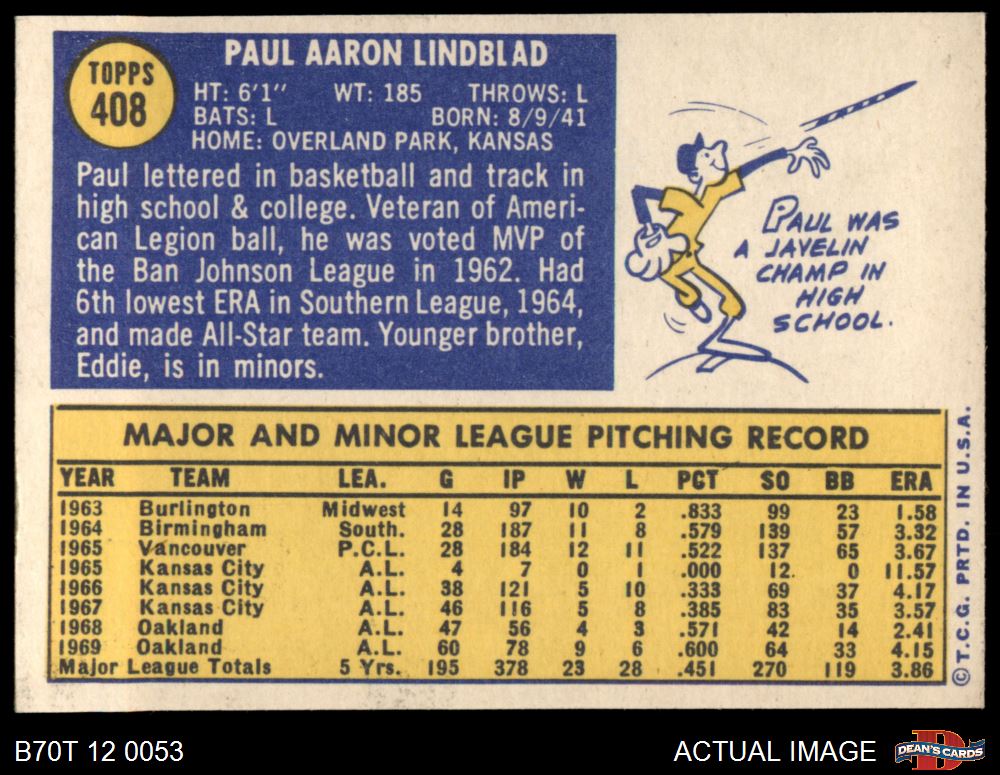 TOPPS
408
PAUL AARON LINDBLAD
HT: 6'1" WT: 185 THROWS: L
BATS: L BORN: 8/9/41
HOME: OVERLAND PARK, KANSAS
Paul lettered in basketball and track in
high school & college. Veteran of Ameri-
can Legion ball, he was voted MVP of
the Ban Johnson League in 1962. Had
6th lowest ERA in Southern League, 1964,
and made All-Star team. Younger brother,
Eddie, is in minors.
PAUL WAS
A JAVELIN
CHAMP IN
HIGH
SCHOOL.
MAJOR AND MINOR LEAGUE PITCHING RECORD
YEAR TEAM LEA. G IP W L PCT SO BB ERA
1963 Burlington Midwest 14 97 10 2 .833 99 23 1.58
1964 Birmingham South. 28 187 11 8 .579 139 57 3.32
1965 Vancouver P.C.L. 28 184 12 11 .522 137 65 3.67
1965 Kansas City A.L. 4 7 0 1 .000 12 0 11.57
1966 Kansas City A.L. 38 121 5 10 .333 69 37 4.17
1967 Kansas City A.L. 46 116 5 8 .385 83 35 3.57
1968 Oakland A.L. 47 56 4 3 .571 42 14 2.41
1969 Oakland A.L. 60 78 9 6 .600 64 33 4.15
Major League Totals 5 Yrs. 195 378 23 28 .451 270 119 3.86
©T.C.G. PRTD. IN U.S.A.
B70T 12 0053
ACTUAL IMAGE
DEAN'S CARDS